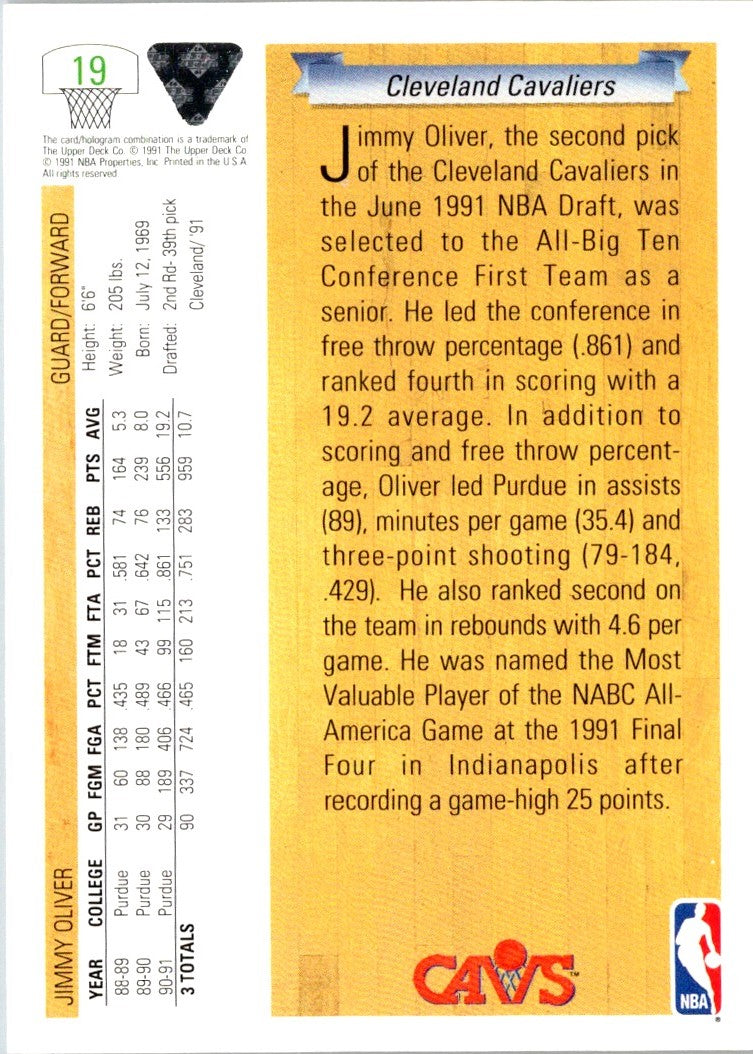 19
The card/hologram combination is a trademark of
The Upper Deck Co. © 1991 The Upper Deck Co.
© 1991 NBA Properties, Inc. Printed in the U.S.A.
All rights reserved.
JIMMY OLIVER GUARD/FORWARD
Height: 6'6"
Weight: 205 lbs.
Born: July 12, 1969
Drafted: 2nd Rd- 39th pick
Cleveland/ '91
YEAR COLLEGE GP FGM FGA PCT FTM FTA PCT REB PTS AVG
88-89 Purdue 31 60 138 .435 18 31 .581 74 164 5.3
89-90 Purdue 30 88 180 .489 43 67 .642 76 239 8.0
90-91 Purdue 29 189 406 .466 99 115 .861 133 556 19.2
3 TOTALS 90 337 724 .465 160 213 .751 283 959 10.7
Cleveland Cavaliers
Jimmy Oliver, the second pick
of the Cleveland Cavaliers in
the June 1991 NBA Draft, was
selected to the All-Big Ten
Conference First Team as a
senior. He led the conference in
free throw percentage (.861) and
ranked fourth in scoring with a
19.2 average. In addition to
scoring and free throw percent-
age, Oliver led Purdue in assists
(89), minutes per game (35.4) and
three-point shooting (79-184,
.429). He also ranked second on
the team in rebounds with 4.6 per
game. He was named the Most
Valuable Player of the NABC All-
America Game at the 1991 Final
Four in Indianapolis after
recording a game-high 25 points.
CAVS™
NBA®